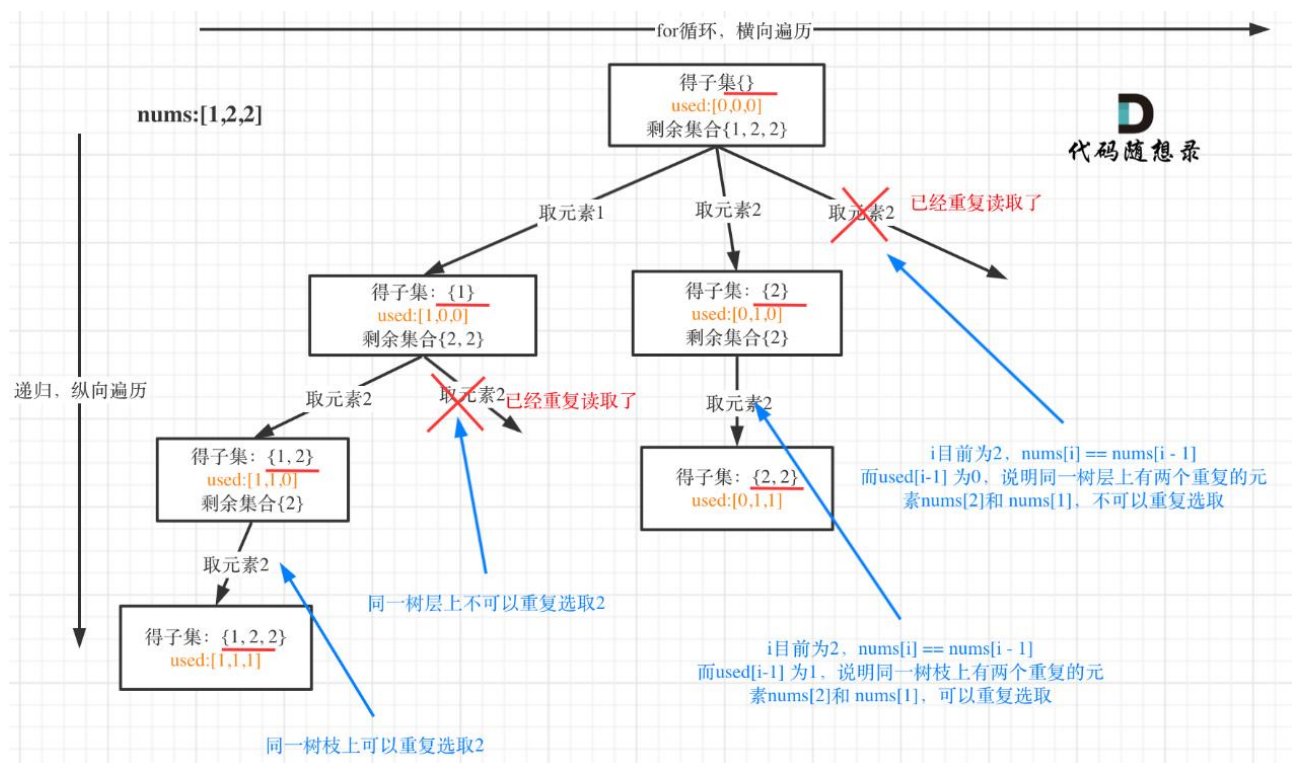 for循环，横向遍历
得子集{}
used:[0,0,0]
剩余集合{1, 2, 2}
nums:[1,2,2]
代码随想录
取元素1
取元素2
取元素2
已经重复读取了
得子集：{1}
used:[1,0,0]
剩余集合{2, 2}
得子集：{2}
used:[0,1,0]
剩余集合{2}
递归，纵向遍历
取元素2
取元素2
已经重复读取了
取元素2
得子集：{1, 2}
used:[1,1,0]
剩余集合{2}
得子集：{2, 2}
used:[0,1,1]
i目前为2，nums[i] == nums[i - 1]
而used[i-1] 为0，说明同一树层上有两个重复的元
素nums[2]和 nums[1]，不可以重复选取
取元素2
同一树层上不可以重复选取2
得子集：{1, 2, 2}
used:[1,1,1]
i目前为2，nums[i] == nums[i - 1]
而used[i-1] 为1，说明同一树枝上有两个重复的元
素nums[2]和 nums[1]，可以重复选取
同一树枝上可以重复选取2